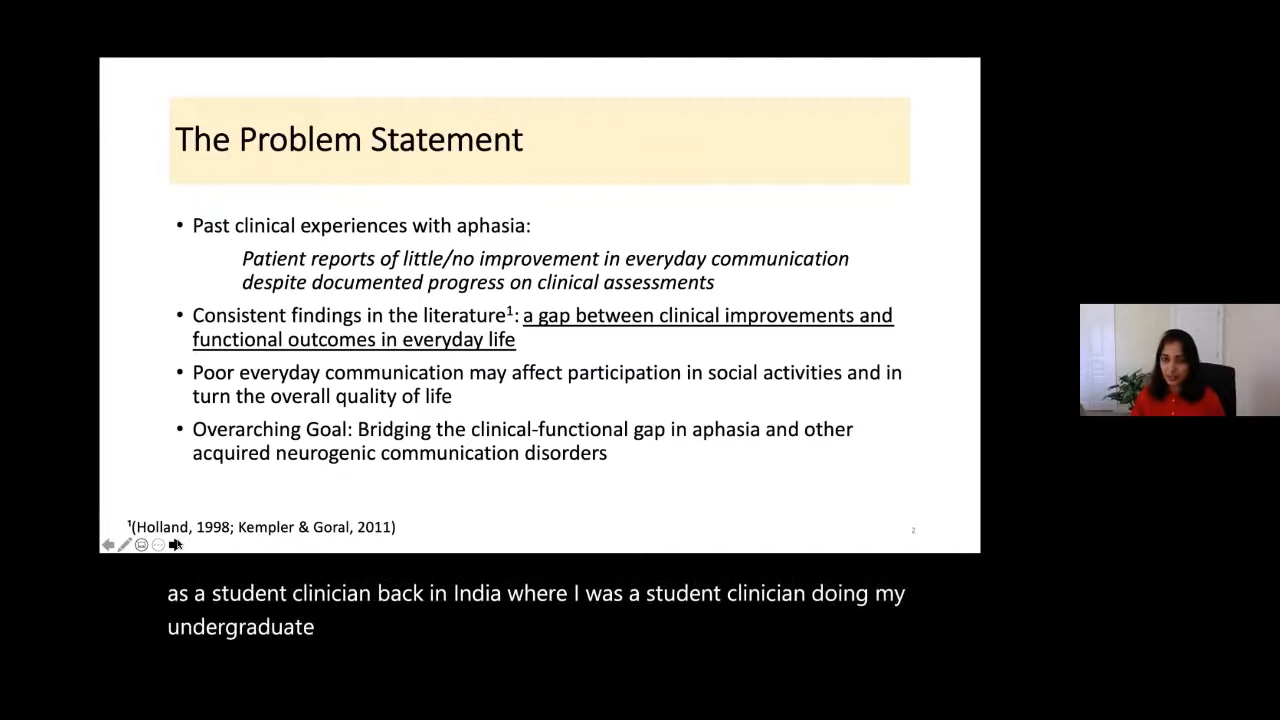 The Problem Statement
• Past clinical experiences with aphasia:
Patient reports of little/no improvement in everyday communication
despite documented progress on clinical assessments
• Consistent findings in the literature¹: a gap between clinical improvements and
functional outcomes in everyday life
• Poor everyday communication may affect participation in social activities and in
turn the overall quality of life
• Overarching Goal: Bridging the clinical-functional gap in aphasia and other
acquired neurogenic communication disorders
¹(Holland, 1998; Kempler & Goral, 2011)
2
as a student clinician back in India where I was a student clinician doing my
undergraduate